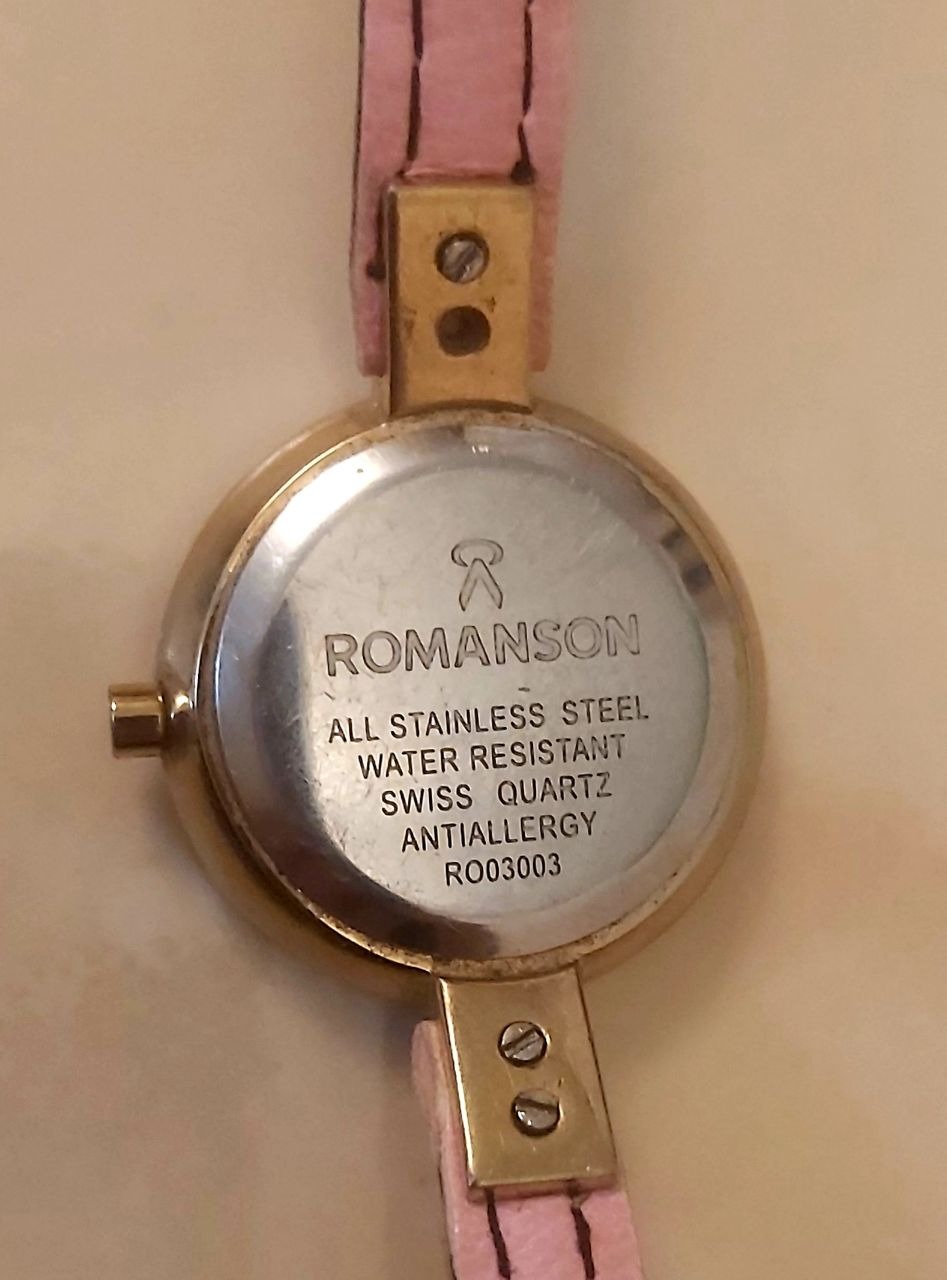 ROMANSON
ALL STAINLESS STEEL
WATER RESISTANT
SWISS QUARTZ
ANTIALLERGY
RO03003